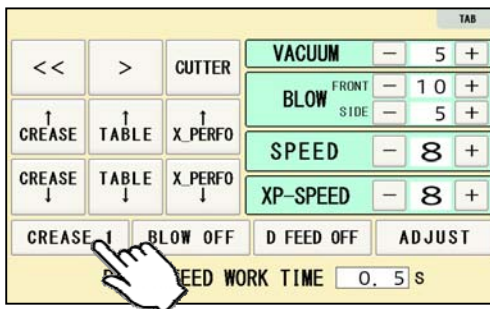 TAB
<< > CUTTER VACUUM – 5 +
BLOW FRONT – 10 +
SIDE – 5 +
↑ CREASE ↑ TABLE ↑ X_PERFO
SPEED – 8 +
CREASE ↓ TABLE ↓ X_PERFO ↓
XP-SPEED – 8 +
CREASE 1 BLOW OFF D FEED OFF ADJUST
WORK TIME 0. 5 s